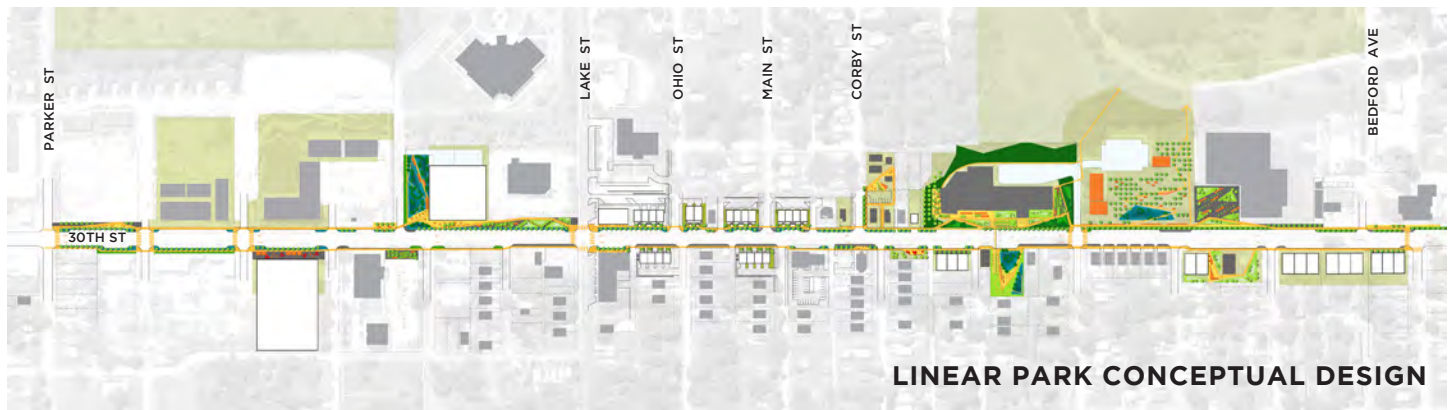 PARKER ST
LAKE ST
OHIO ST
MAIN ST
CORBY ST
BEDFORD AVE
30TH ST
LINEAR PARK CONCEPTUAL DESIGN